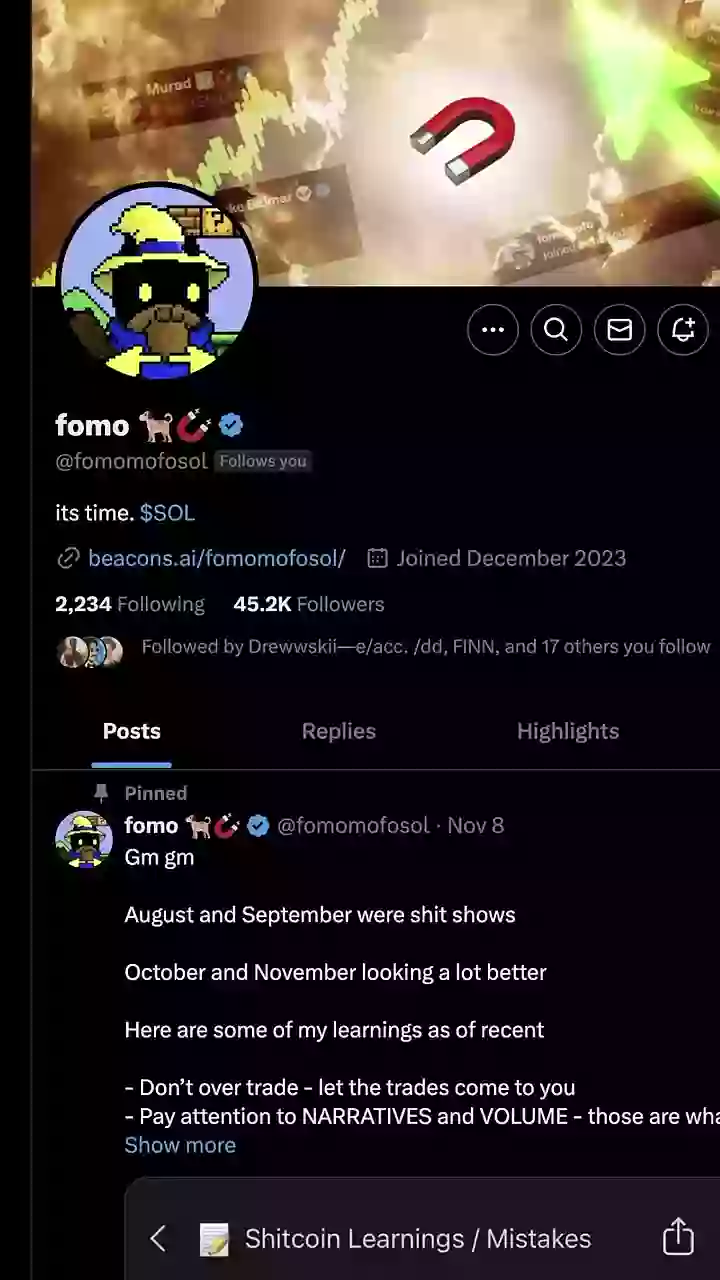 Murad
fomo
@fomomofosol Follows you
its time. $SOL
beacons.ai/fomomofosol/ Joined December 2023
2,234 Following 45.2K Followers
Followed by Drewwskii—e/acc. /dd, FINN, and 17 others you follow
Posts Replies Highlights
Pinned
fomo @fomomofosol · Nov 8
Gm gm
August and September were shit shows
October and November looking a lot better
Here are some of my learnings as of recent
- Don’t over trade - let the trades come to you
- Pay attention to NARRATIVES and VOLUME - those are wha
Show more
Shitcoin Learnings / Mistakes